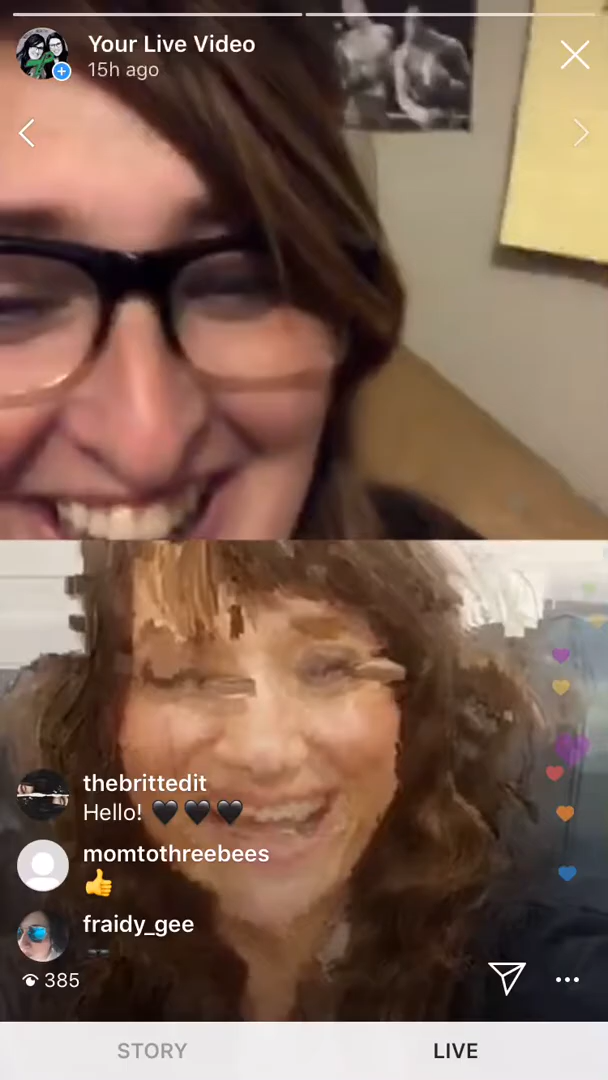 Your Live Video
15h ago
thebrittedit
Hello! 🖤🖤🖤
momtothreebees
👍
fraidy_gee
385
STORY
LIVE